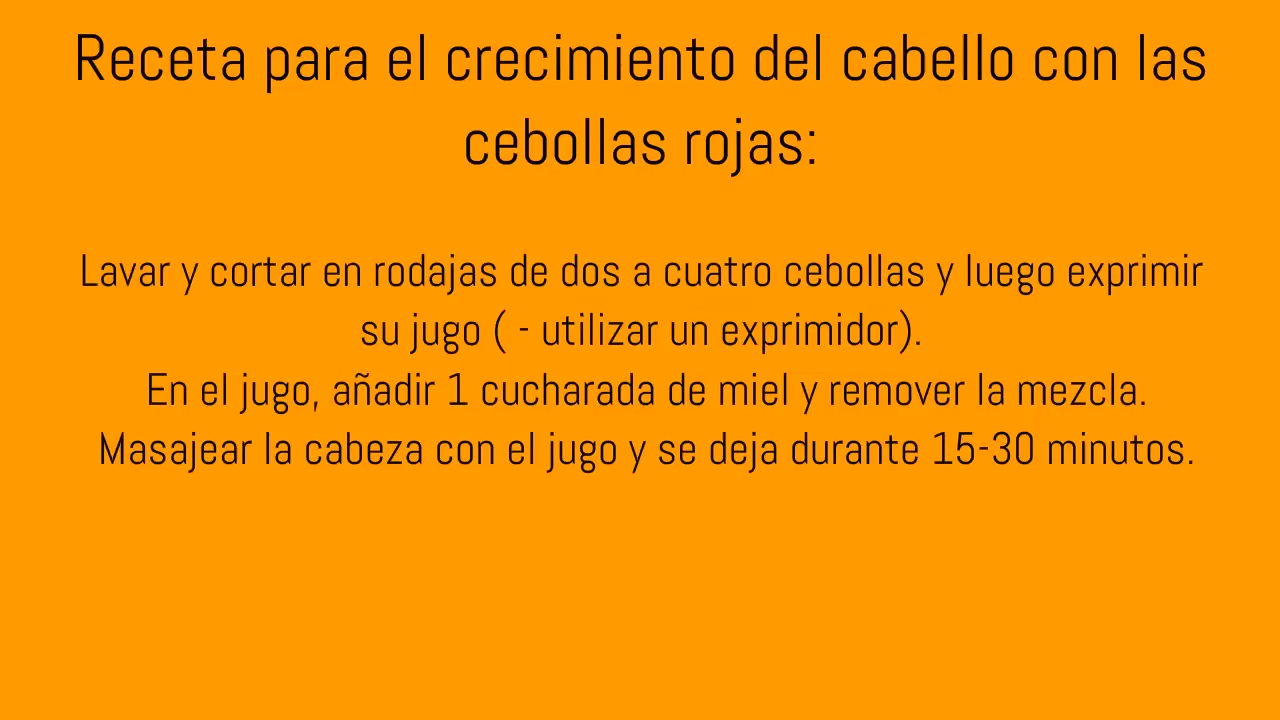 Receta para el crecimiento del cabello con las
cebollas rojas:
Lavar y cortar en rodajas de dos a cuatro cebollas y luego exprimir
su jugo ( - utilizar un exprimidor).
En el jugo, añadir 1 cucharada de miel y remover la mezcla.
Masajear la cabeza con el jugo y se deja durante 15-30 minutos.